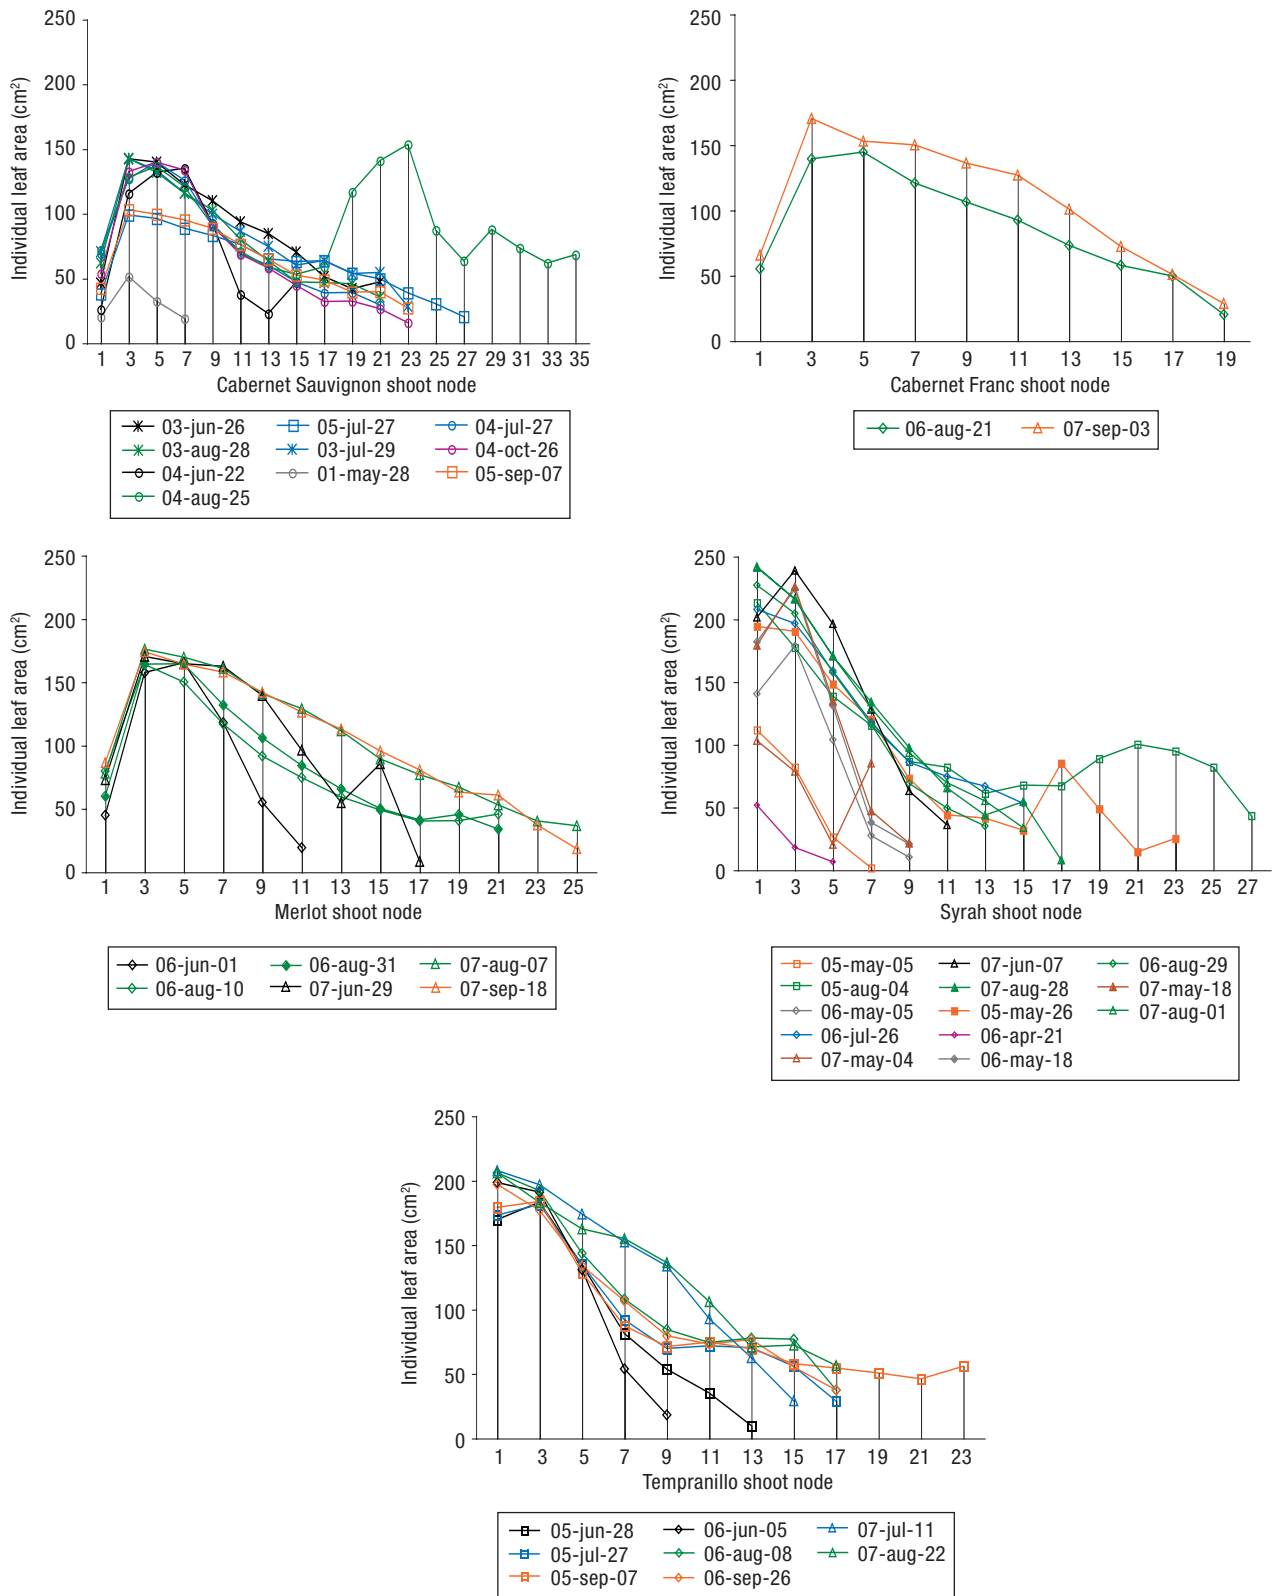 Individual leaf area (cm²)
250
200
150
100
50
0
1 3 5 7 9 11 13 15 17 19 21 23 25 27 29 31 33 35
Cabernet Sauvignon shoot node
03-jun-26 05-jul-27 04-jul-27
03-aug-28 03-jul-29 04-oct-26
04-jun-22 01-may-28 05-sep-07
04-aug-25
Individual leaf area (cm²)
250
200
150
100
50
0
1 3 5 7 9 11 13 15 17 19
Cabernet Franc shoot node
06-aug-21 07-sep-03
Individual leaf area (cm²)
250
200
150
100
50
0
1 3 5 7 9 11 13 15 17 19 21 23 25
Merlot shoot node
06-jun-01 06-aug-31 07-aug-07
06-aug-10 07-jun-29 07-sep-18
Individual leaf area (cm²)
250
200
150
100
50
0
1 3 5 7 9 11 13 15 17 19 21 23 25 27
Syrah shoot node
05-may-05 07-jun-07 06-aug-29
05-aug-04 07-aug-28 07-may-18
06-may-05 05-may-26 07-aug-01
06-jul-26 06-apr-21
07-may-04 06-may-18
Individual leaf area (cm²)
250
200
150
100
50
0
1 3 5 7 9 11 13 15 17 19 21 23
Tempranillo shoot node
05-jun-28 06-jun-05 07-jul-11
05-jul-27 06-aug-08 07-aug-22
05-sep-07 06-sep-26